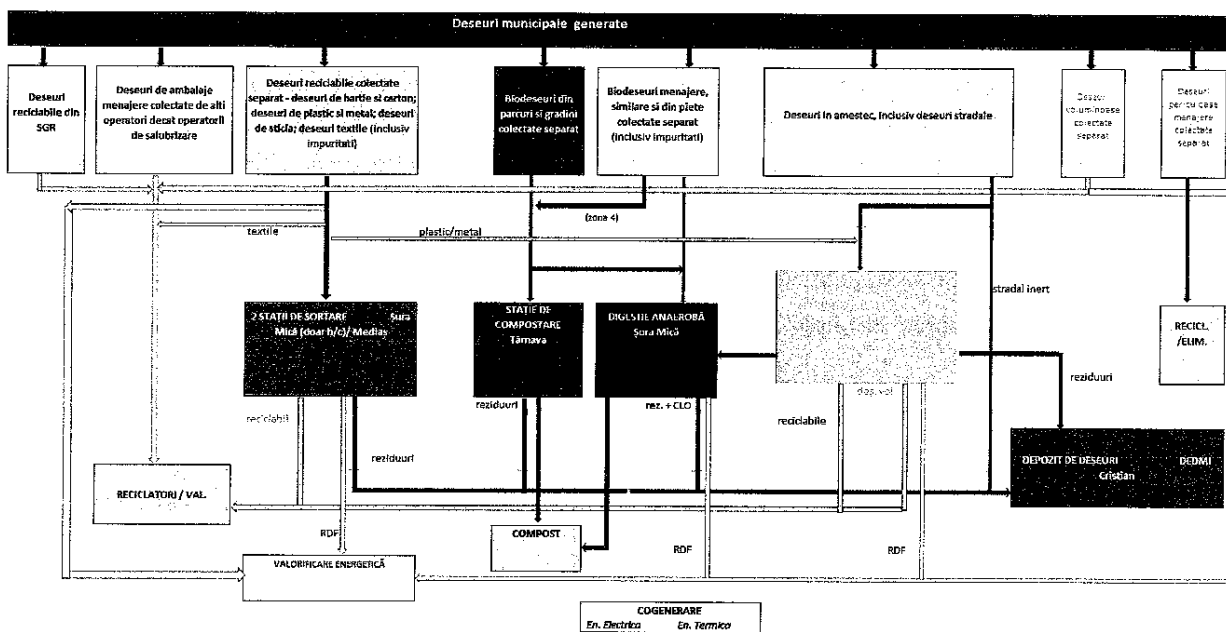 Deseuri municipale generate
Deseuri
reciclabile din
SGR
Deseuri de ambalaje
menajere colectate de alti
operatori decat operatorii
de salubrizare
Deseuri reciclabile colectate
separat - deseuri de hartie si carton;
deseuri de plastic si metal; deseuri
de sticla; deseuri textile (inclusiv
impuritati)
Biodeseuri din
parcuri si gradini
colectate separat
Biodeseuri menajere,
similare si din piete
colectate separat
(inclusiv impuritati)
Deseuri in amestec, inclusiv deseuri stradale
Deseuri
voluminoase
colectate
separat
Deseuri
periculoase
menajere
colectate
separat
(zona 4)
textile
plastic/metal
stradal inert
2 STAȚII DE SORTARE Șura
Mică (doar h/c)/ Medias
STAȚIE DE
COMPOSTARE
Târnava
DIGESTIE ANAEROBĂ
Șura Mică
RECICL.
/ELIM.
reziduuri
deș. vol
reciclabili
reziduuri
rez. + CLO
reciclabile
reziduuri
DEPOZIT DE DESEURI DEDMI
Cristian
RECICLATORI / VAL.
COMPOST
RDF
RDF
RDF
VALORIFICARE ENERGETICĂ
COGENERARE
En. Electrica En. Termica